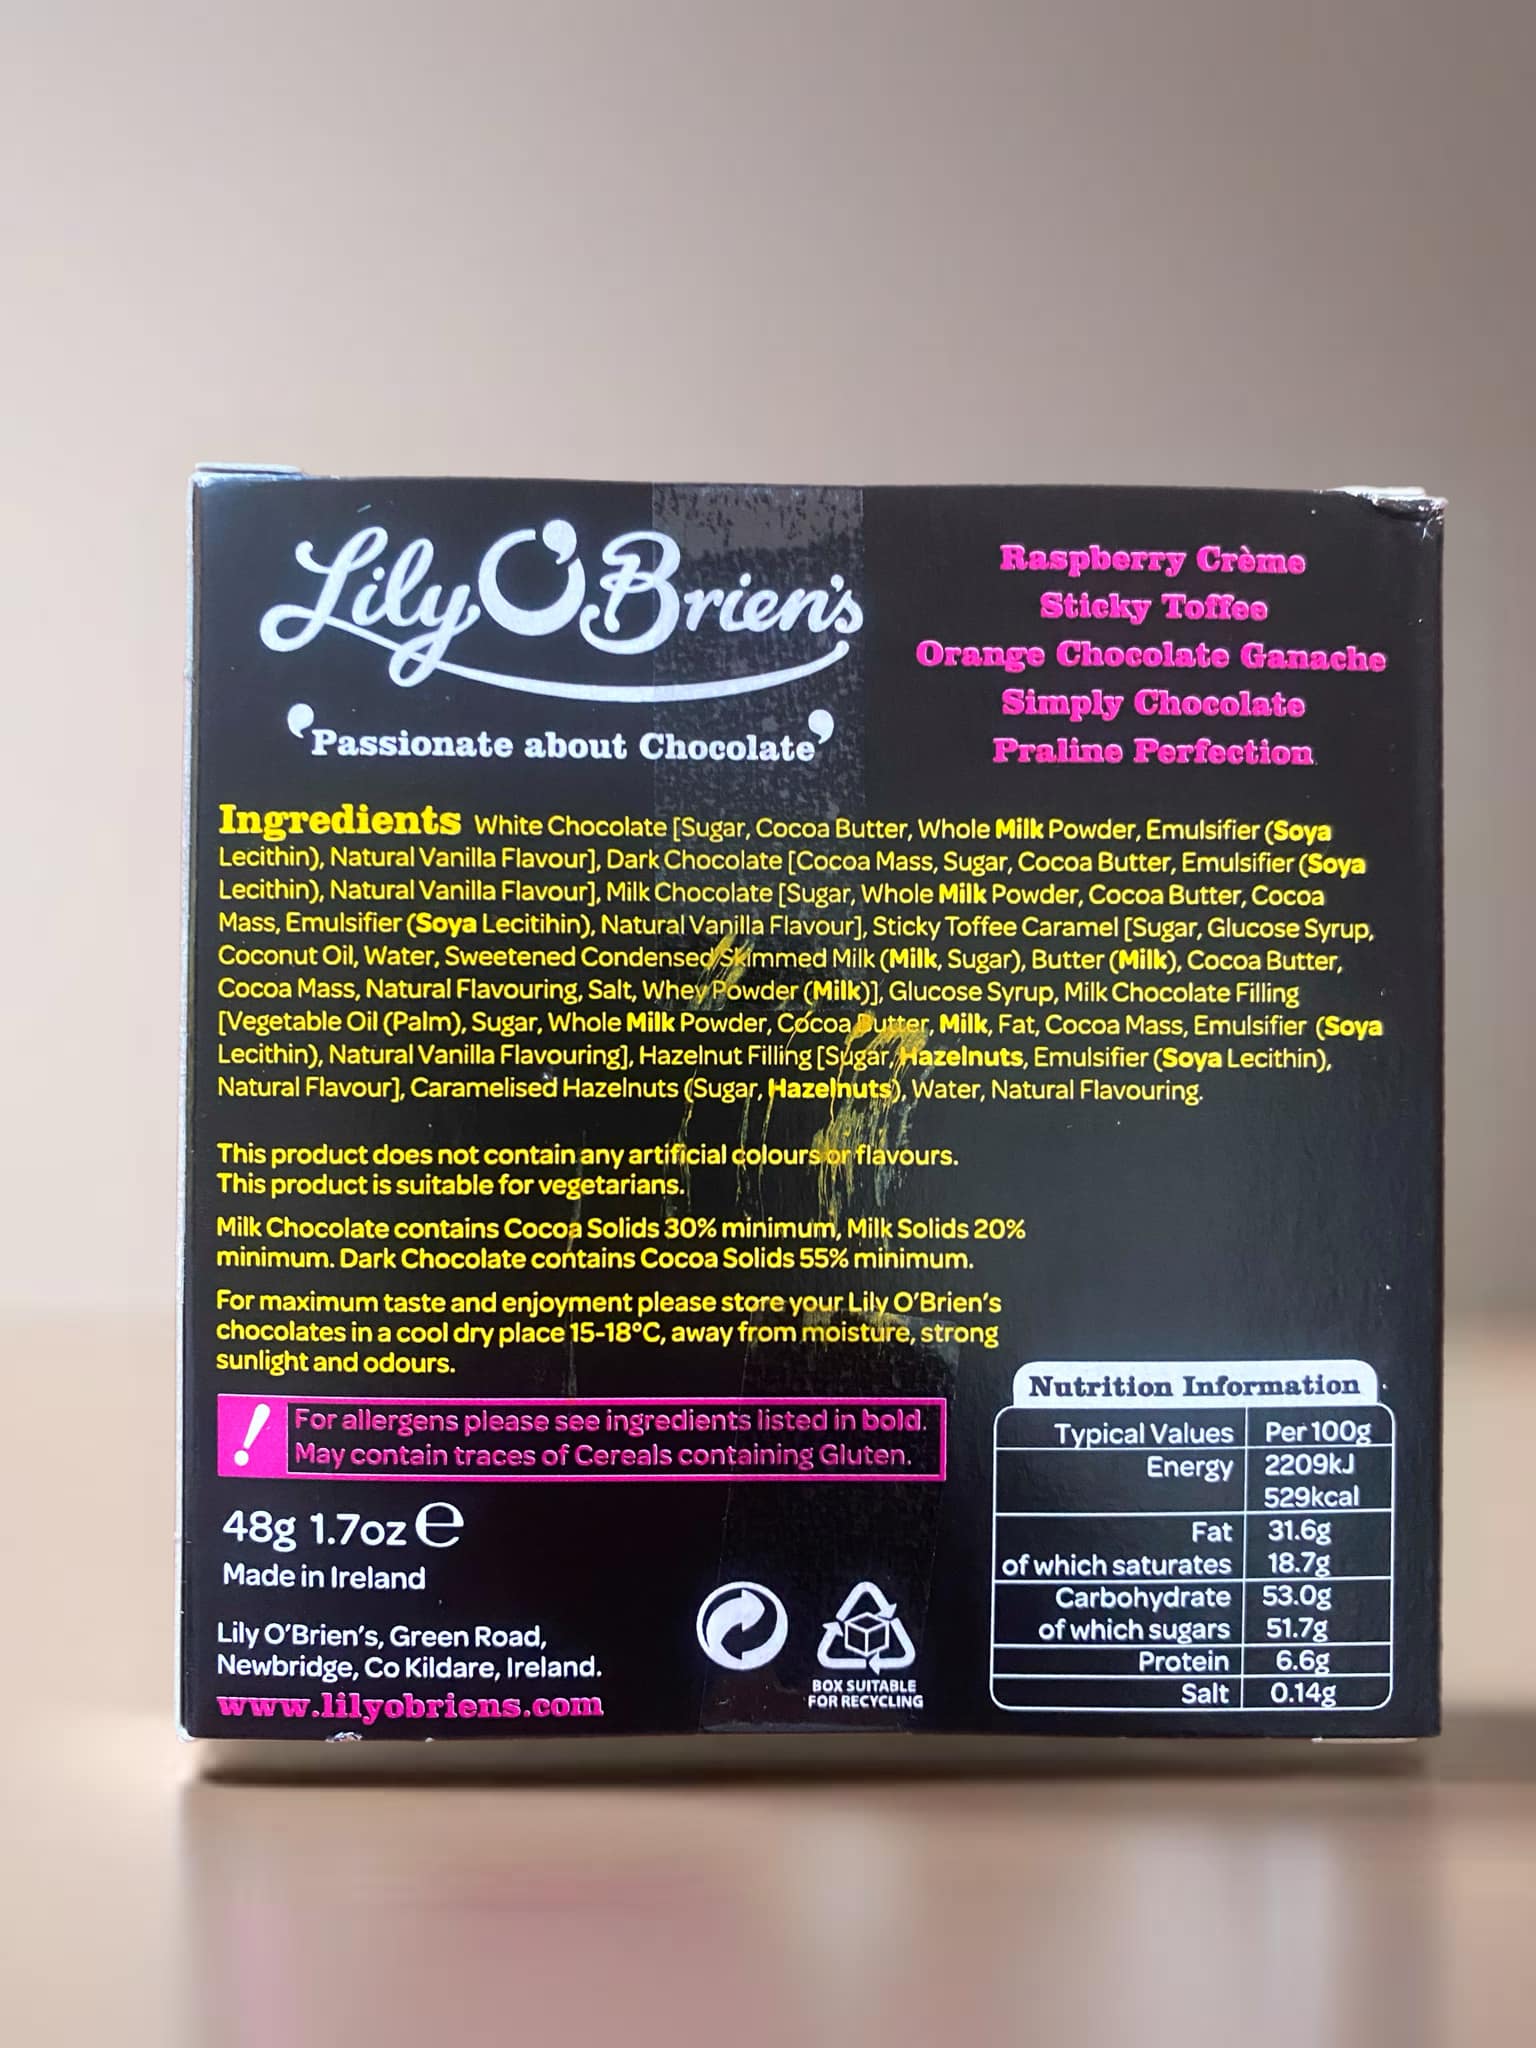 Lily O'Brien's
'Passionate about Chocolate'
Raspberry Crème
Sticky Toffee
Orange Chocolate Ganache
Simply Chocolate
Praline Perfection
Ingredients White Chocolate [Sugar, Cocoa Butter, Whole Milk Powder, Emulsifier (Soya
Lecithin), Natural Vanilla Flavour], Dark Chocolate [Cocoa Mass, Sugar, Cocoa Butter, Emulsifier (Soya
Lecithin), Natural Vanilla Flavour], Milk Chocolate [Sugar, Whole Milk Powder, Cocoa Butter, Cocoa
Mass, Emulsifier (Soya Lecitihin), Natural Vanilla Flavour], Sticky Toffee Caramel [Sugar, Glucose Syrup,
Coconut Oil, Water, Sweetened Condensed Skimmed Milk (Milk, Sugar), Butter (Milk), Cocoa Butter,
Cocoa Mass, Natural Flavouring, Salt, Whey Powder (Milk)], Glucose Syrup, Milk Chocolate Filling
[Vegetable Oil (Palm), Sugar, Whole Milk Powder, Cocoa Butter, Milk, Fat, Cocoa Mass, Emulsifier (Soya
Lecithin), Natural Vanilla Flavouring], Hazelnut Filling [Sugar, Hazelnuts, Emulsifier (Soya Lecithin),
Natural Flavour], Caramelised Hazelnuts (Sugar, Hazelnuts), Water, Natural Flavouring.
This product does not contain any artificial colours or flavours.
This product is suitable for vegetarians.
Milk Chocolate contains Cocoa Solids 30% minimum, Milk Solids 20%
minimum. Dark Chocolate contains Cocoa Solids 55% minimum.
For maximum taste and enjoyment please store your Lily O'Brien's
chocolates in a cool dry place 15-18°C, away from moisture, strong
sunlight and odours.
! For allergens please see ingredients listed in bold.
May contain traces of Cereals containing Gluten.
48g 1.7oz e
Made in Ireland
Lily O'Brien's, Green Road,
Newbridge, Co Kildare, Ireland.
www.lilyobriens.com
BOX SUITABLE
FOR RECYCLING
Nutrition Information
Typical Values Per 100g
Energy 2209kJ
529kcal
Fat 31.6g
of which saturates 18.7g
Carbohydrate 53.0g
of which sugars 51.7g
Protein 6.6g
Salt 0.14g